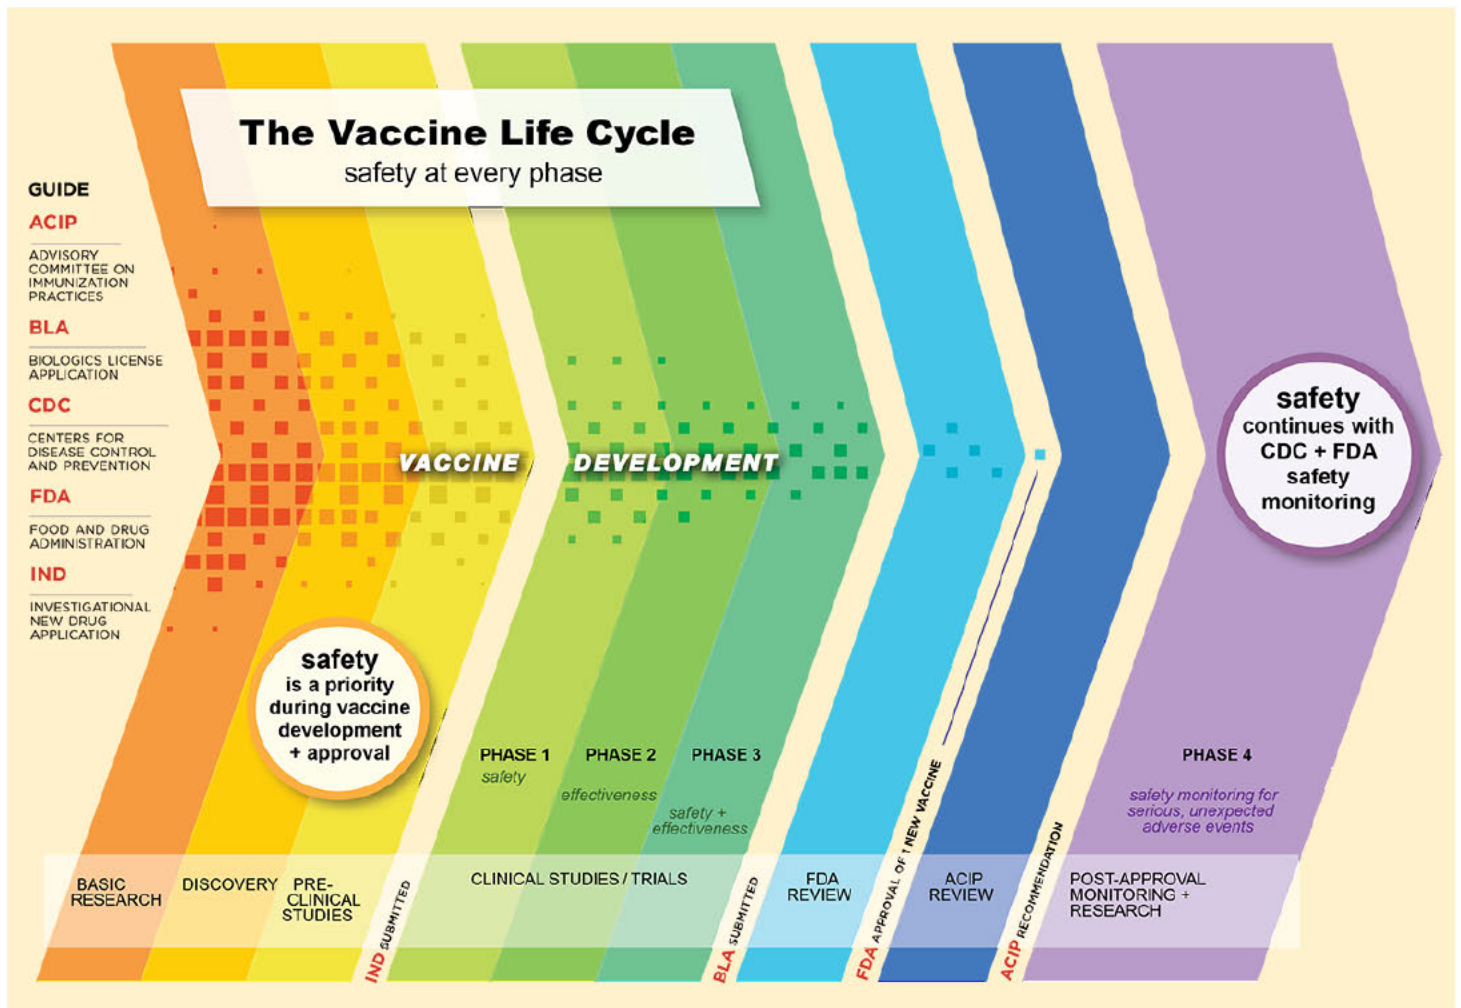 The Vaccine Life Cycle
safety at every phase
GUIDE
ACIP
ADVISORY
COMMITTEE ON
IMMUNIZATION
PRACTICES
BLA
BIOLOGICS LICENSE
APPLICATION
CDC
CENTERS FOR
DISEASE CONTROL
AND PREVENTION
FDA
FOOD AND DRUG
ADMINISTRATION
IND
INVESTIGATIONAL
NEW DRUG
APPLICATION
VACCINE DEVELOPMENT
safety
is a priority
during vaccine
development
+ approval
safety
continues with
CDC + FDA
safety
monitoring
PHASE 1
safety
PHASE 2
effectiveness
PHASE 3
safety +
effectiveness
PHASE 4
safety monitoring for
serious, unexpected
adverse events
BASIC
RESEARCH
DISCOVERY
PRE-
CLINICAL
STUDIES
IND SUBMITTED
CLINICAL STUDIES / TRIALS
BLA SUBMITTED
FDA
REVIEW
FDA APPROVAL OF 1 NEW VACCINE
ACIP
REVIEW
ACIP RECOMMENDATION
POST-APPROVAL
MONITORING +
RESEARCH